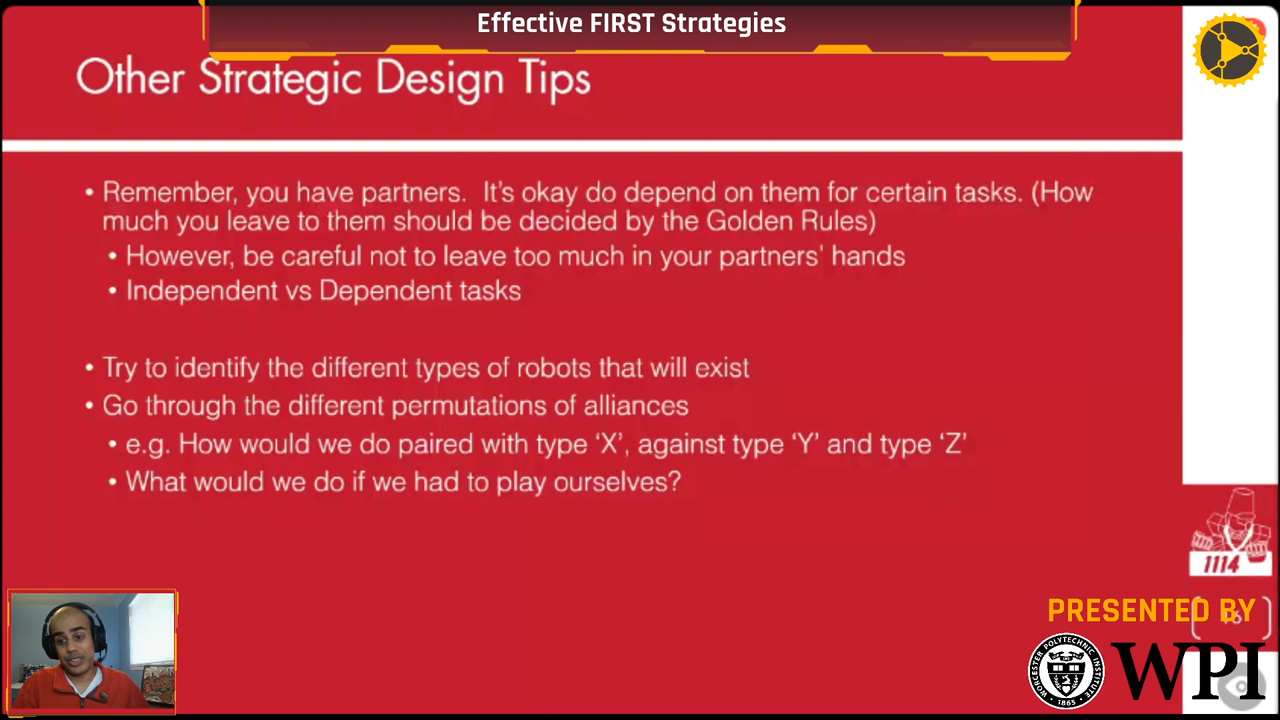 Effective FIRST Strategies
Other Strategic Design Tips
• Remember, you have partners. It's okay do depend on them for certain tasks. (How
much you leave to them should be decided by the Golden Rules)
• However, be careful not to leave too much in your partners' hands
• Independent vs Dependent tasks
• Try to identify the different types of robots that will exist
• Go through the different permutations of alliances
• e.g. How would we do paired with type 'X', against type 'Y' and type 'Z'
• What would we do if we had to play ourselves?
1114
PRESENTED BY
WORCESTER POLYTECHNIC INSTITUTE
1865
WPI